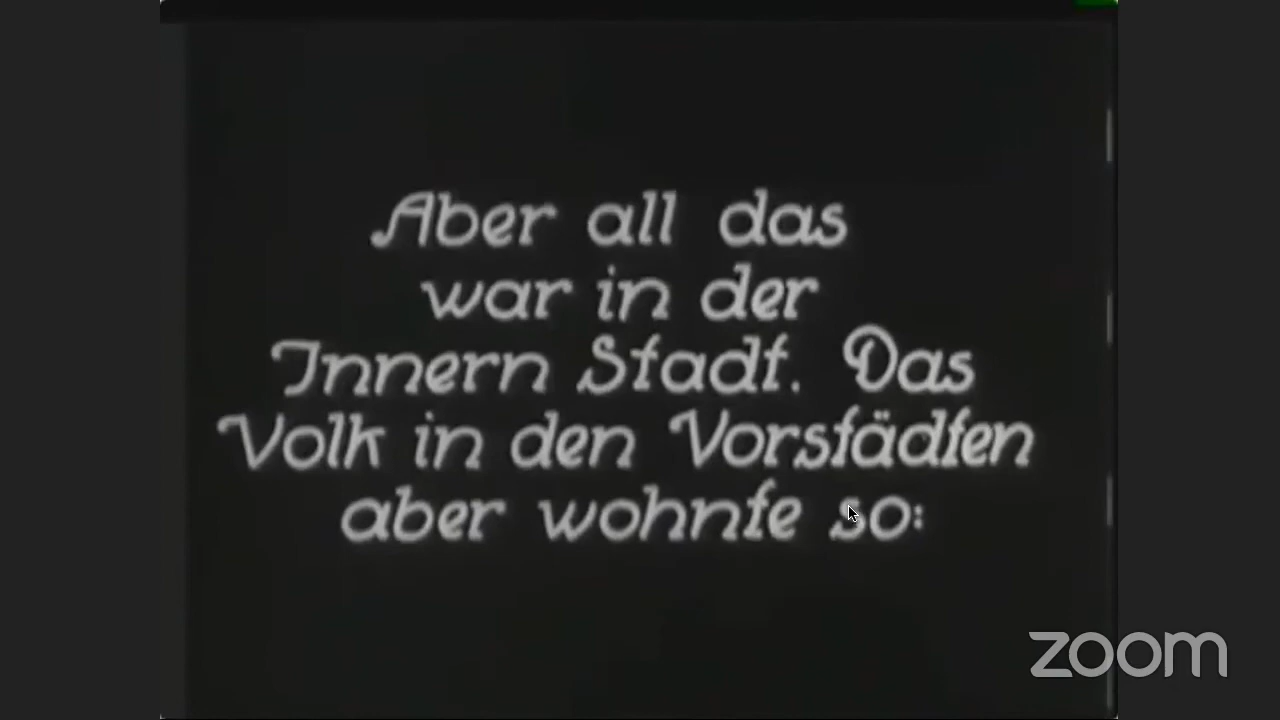 Aber all das
war in der
Innern Stadt. Das
Volk in den Vorstädten
aber wohnte so:
zoom